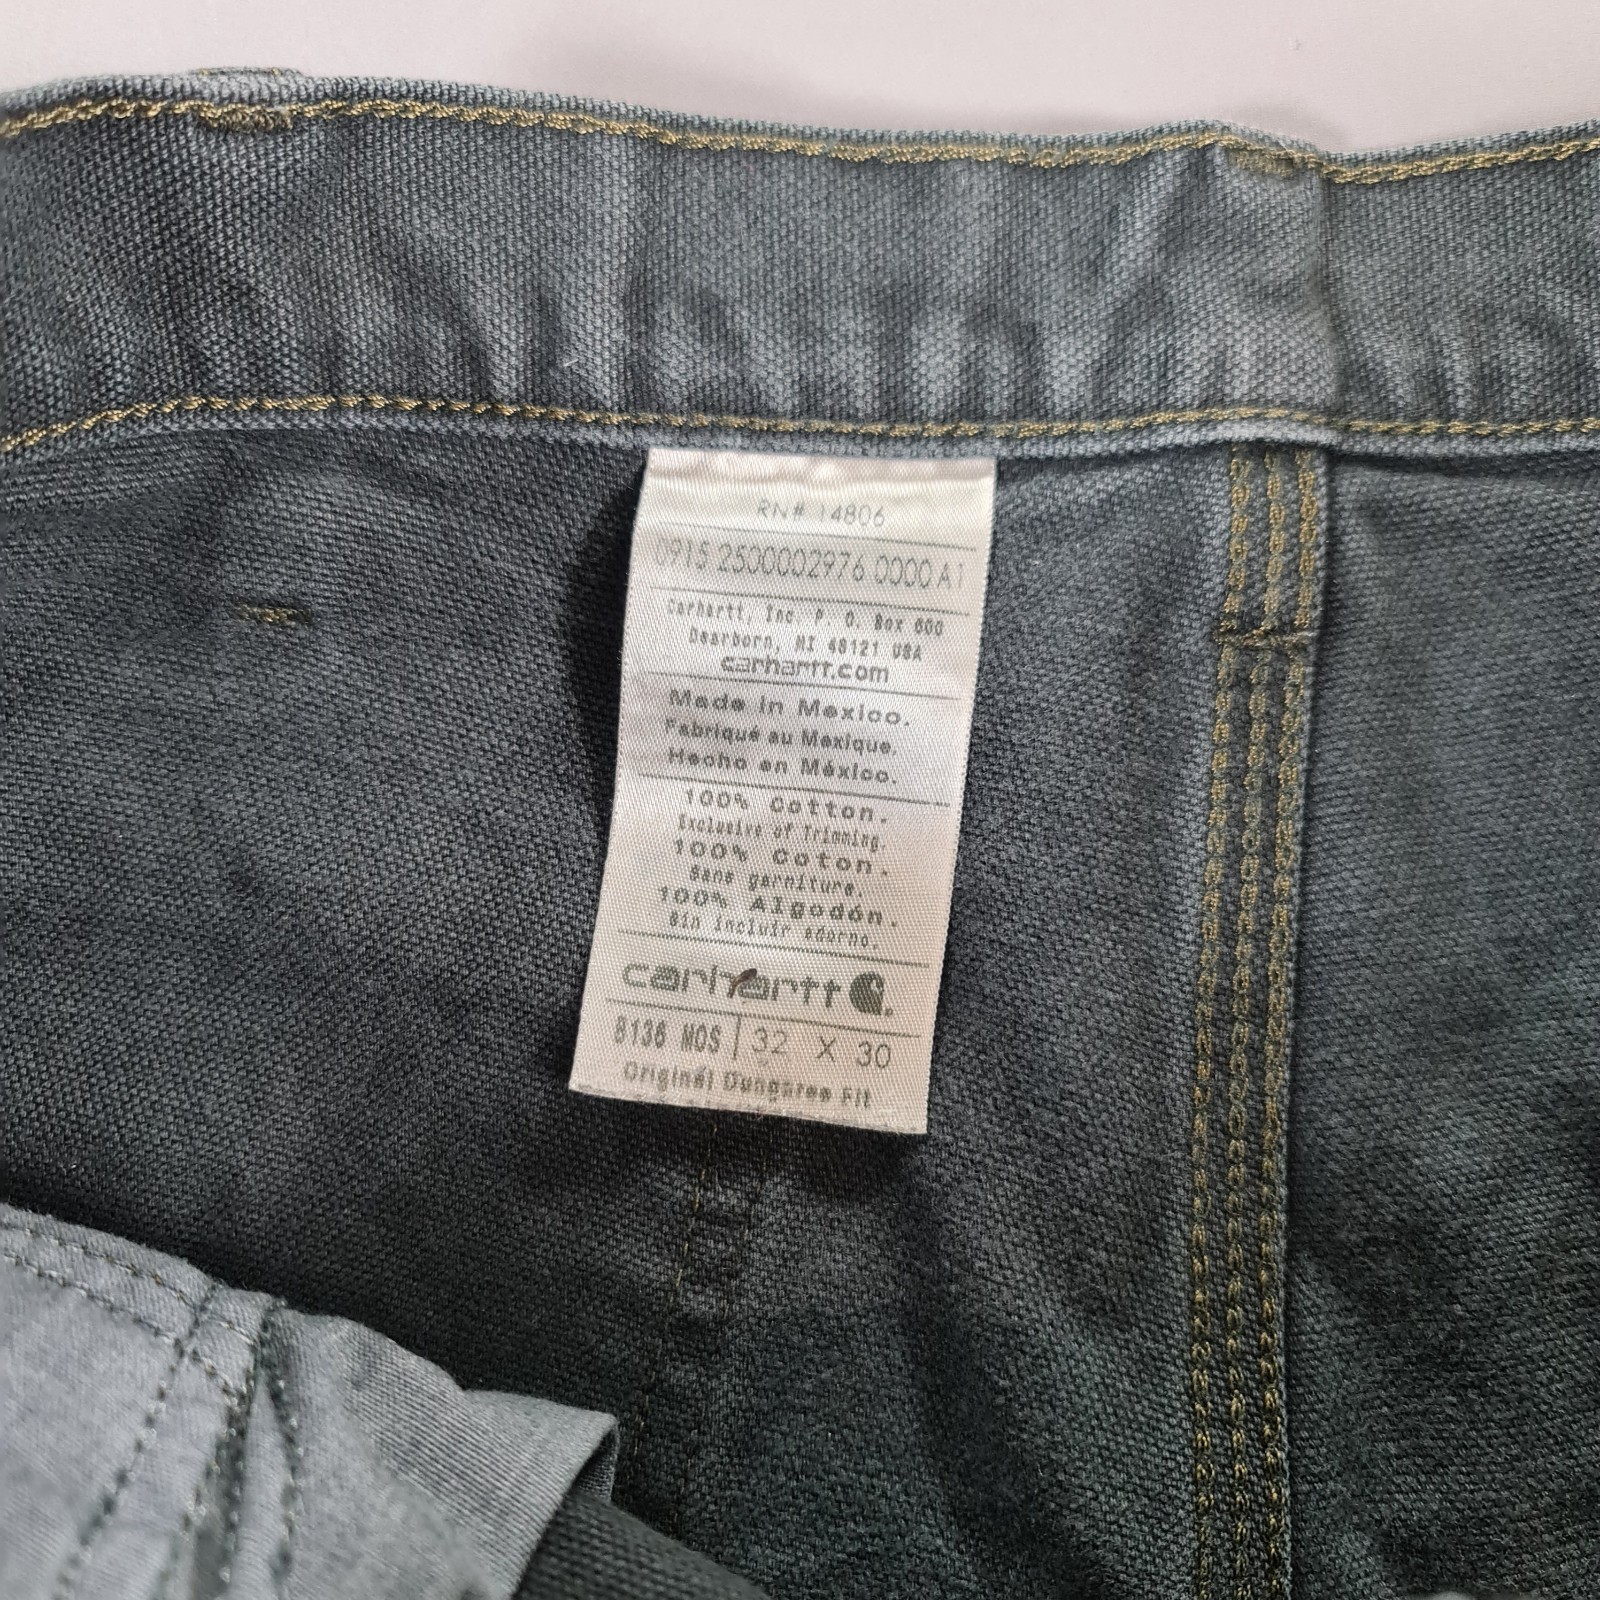 RN# 14806
0915 2500002976 0000 A1
Carhartt, Inc. P. O. Box 600
Dearborn, MI 48121 USA
carhartt.com
Made in Mexico.
Fabriqué au Mexique.
Hecho en México.
100% Cotton.
Exclusive of Trimming.
100% Coton.
Sans garniture.
100% Algodón.
Sin incluir adorno.
carhartt
B136 MOS | 32 X 30
Original Dungaree Fit